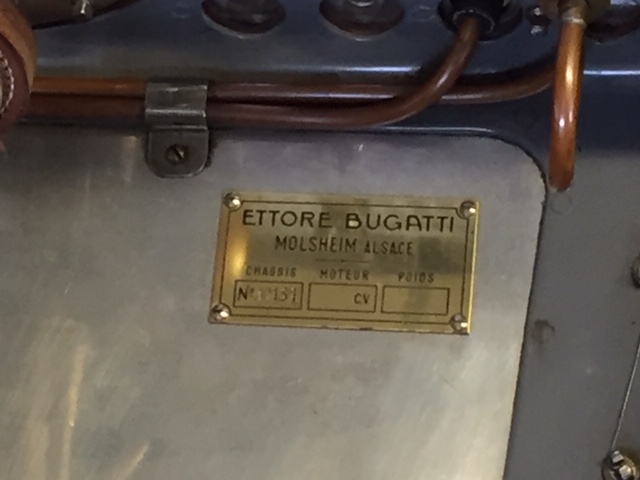 ETTORE BUGATTI
MOLSHEIM ALSACE
CHASSIS MOTEUR POIDS
CV